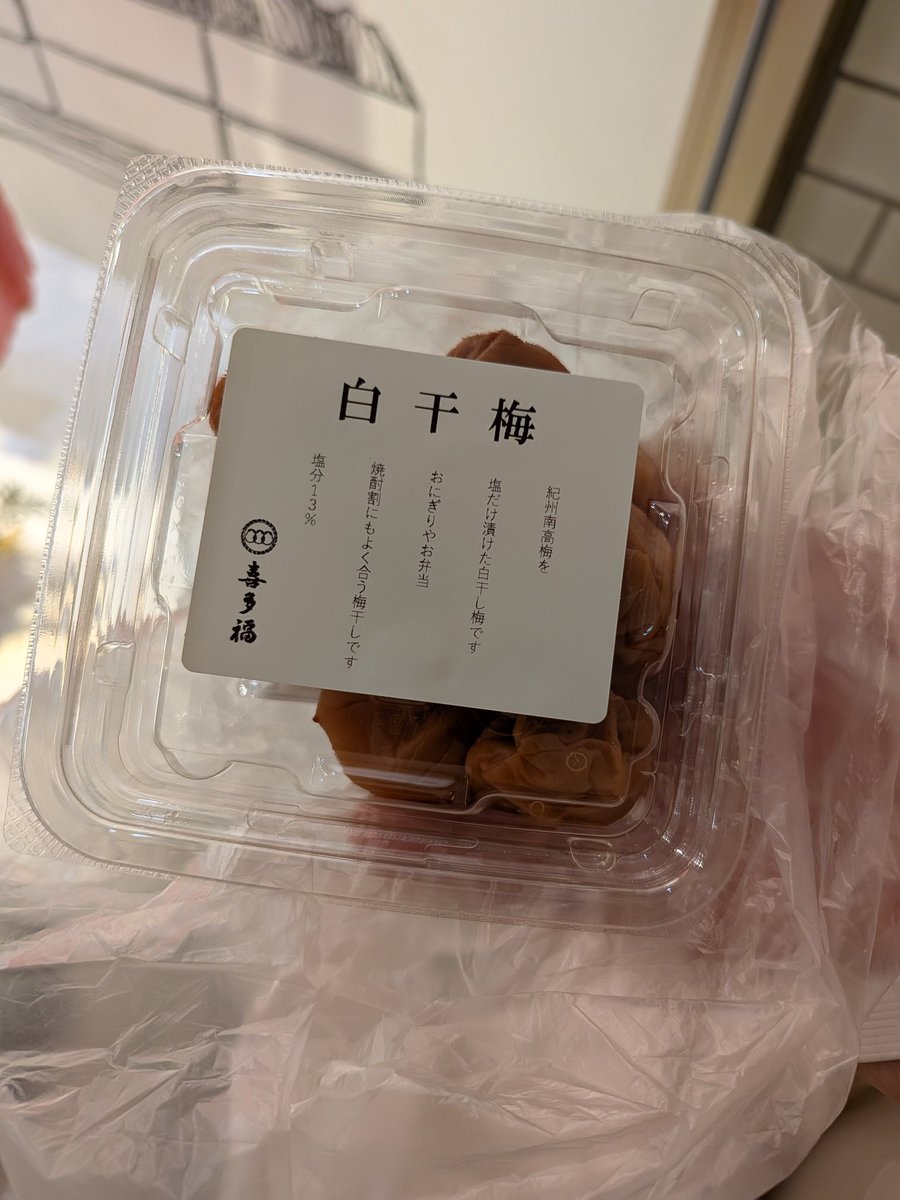 白干梅
紀州南高梅を
塩だけ漬けた白干し梅です
おにぎりやお弁当
焼酎割にもよく合う梅干しです
塩分13%
喜多福